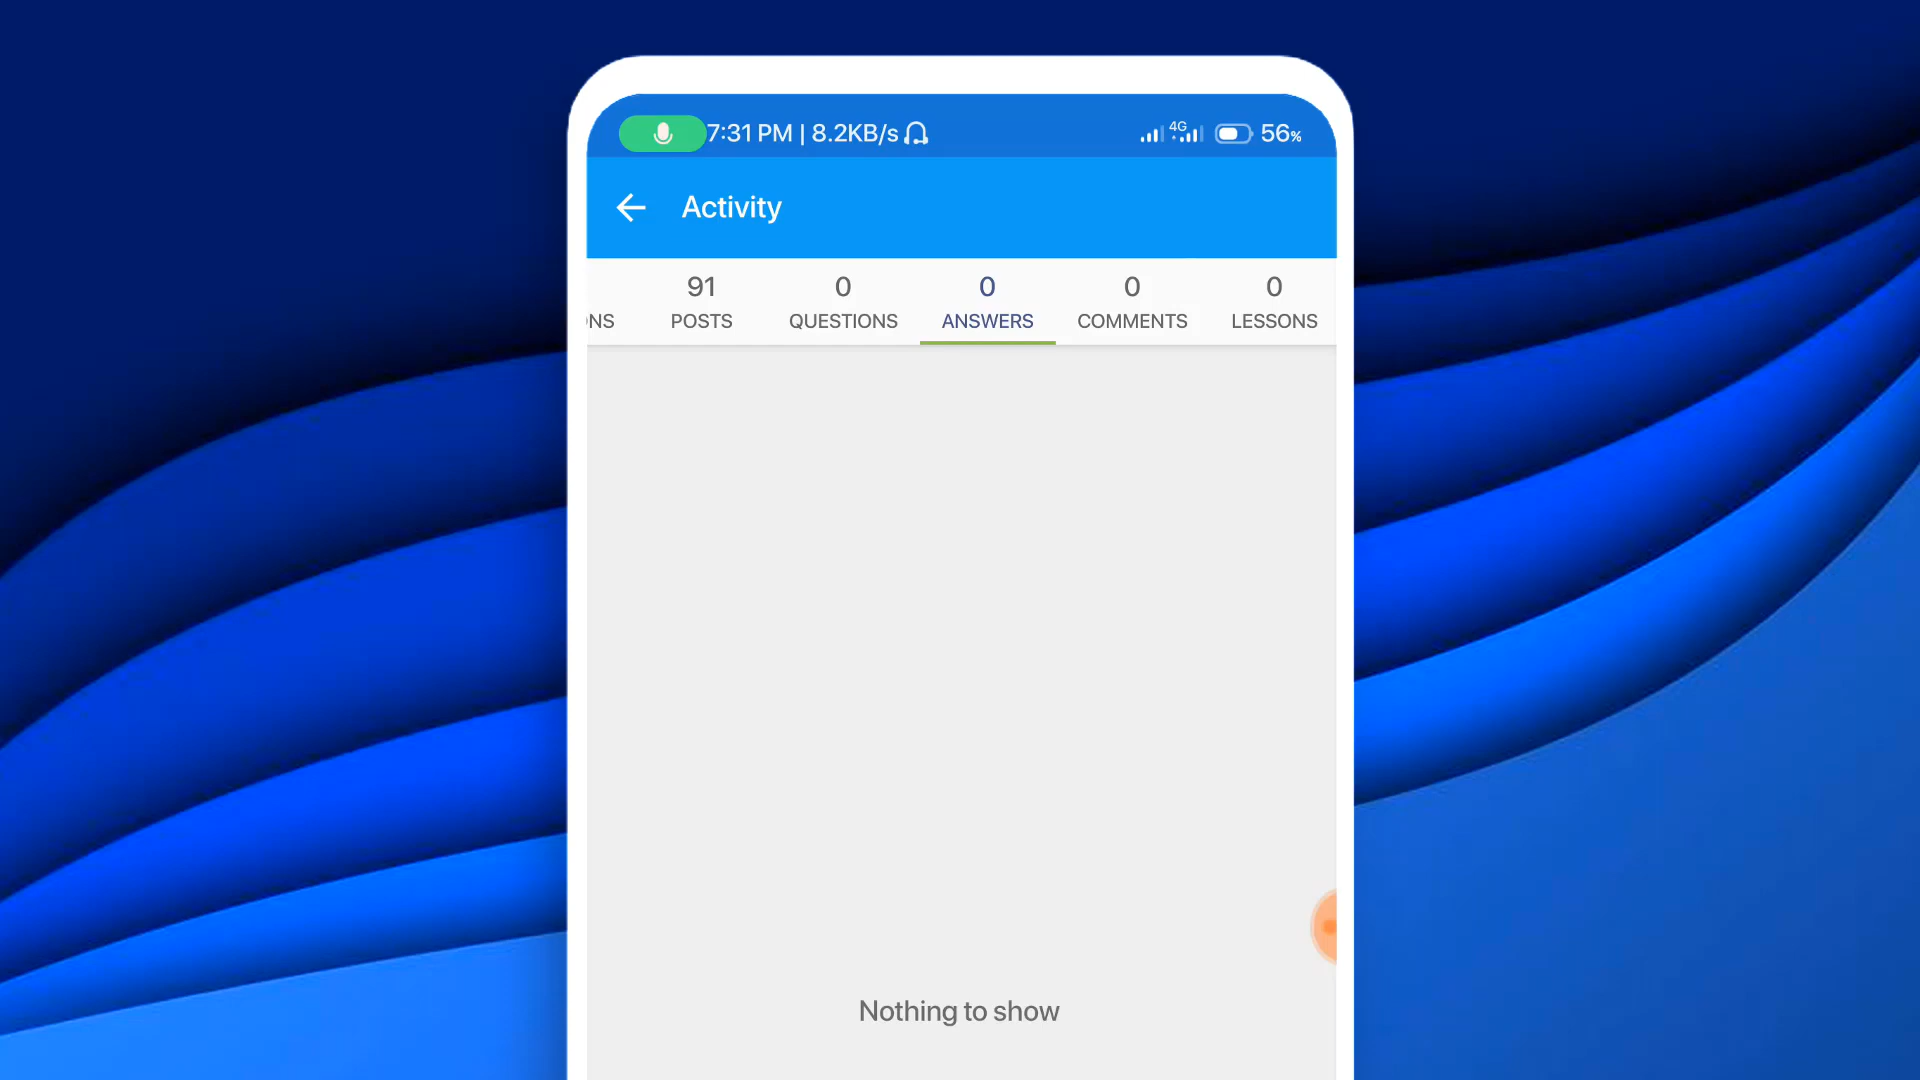 7:31 PM | 8.2KB/s 4G 56%
Activity
91 0 0 0 0
NS POSTS QUESTIONS ANSWERS COMMENTS LESSONS
Nothing to show